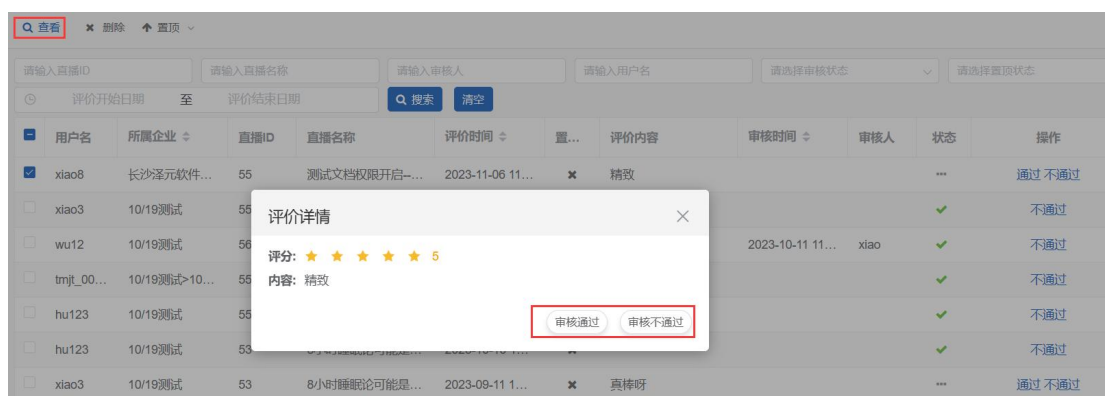 查看 删除 置顶
请输入直播ID 请输入直播名称 请输入审核人 请输入用户名 请选择审核状态 请选择置顶状态
评价开始日期 至 评价结束日期 搜索 清空
用户名 所属企业 直播ID 直播名称 评价时间 置... 评价内容 审核时间 审核人 状态 操作
xiao8 长沙泽元软件... 55 测试文档权限开启--... 2023-11-06 11... 精致 通过 不通过
xiao3 10/19测试 55 不通过
wu12 10/19测试 56 2023-10-11 11... xiao 不通过
tmjt_00... 10/19测试>10... 55 不通过
hu123 10/19测试 55 不通过
hu123 10/19测试 53 不通过
xiao3 10/19测试 53 8小时睡眠论可能是... 2023-09-11 1... 真棒呀 通过 不通过
评价详情
评分: 5
内容: 精致
审核通过 审核不通过